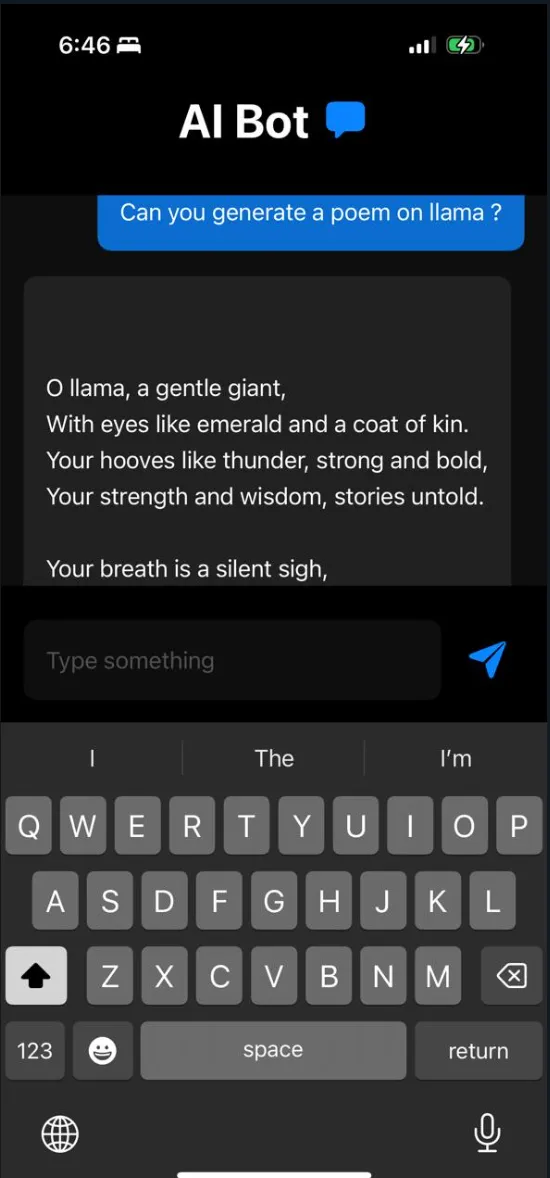 6:46
AI Bot
Can you generate a poem on llama ?
O llama, a gentle giant,
With eyes like emerald and a coat of kin.
Your hooves like thunder, strong and bold,
Your strength and wisdom, stories untold.
Your breath is a silent sigh,
Type something
I The I'm
Q W E R T Y U I O P
A S D F G H J K L
Z X C V B N M
123 space return